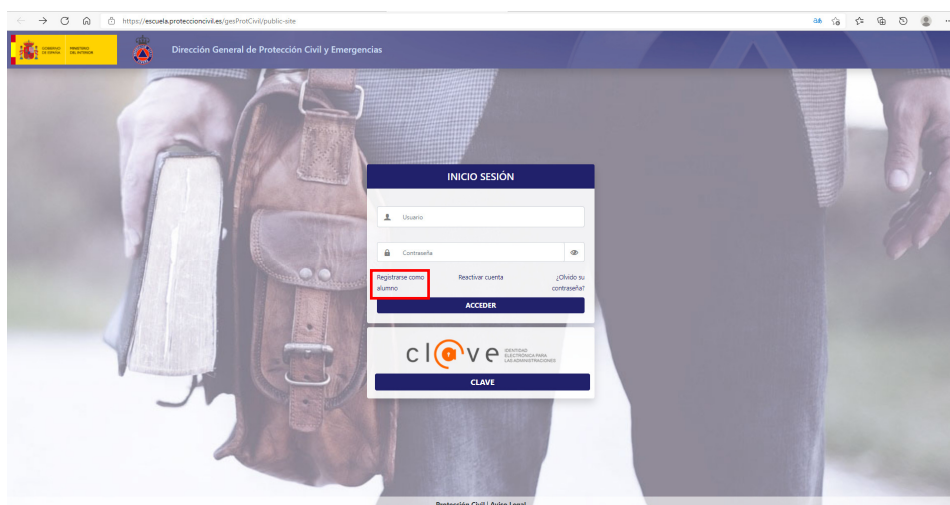 https://escuela.proteccioncivil.es/gesProtCivil/public-site
GOBIERNO
DE ESPAÑA
MINISTERIO
DEL INTERIOR
Dirección General de Protección Civil y Emergencias
INICIO SESIÓN
Usuario
Contraseña
Registrarse como
alumno
Reactivar cuenta
¿Olvido su
contraseña?
ACCEDER
cl@ve
IDENTIDAD
ELECTRÓNICA PARA
LAS ADMINISTRACIONES
CLAVE
Protección Civil | Aviso Legal